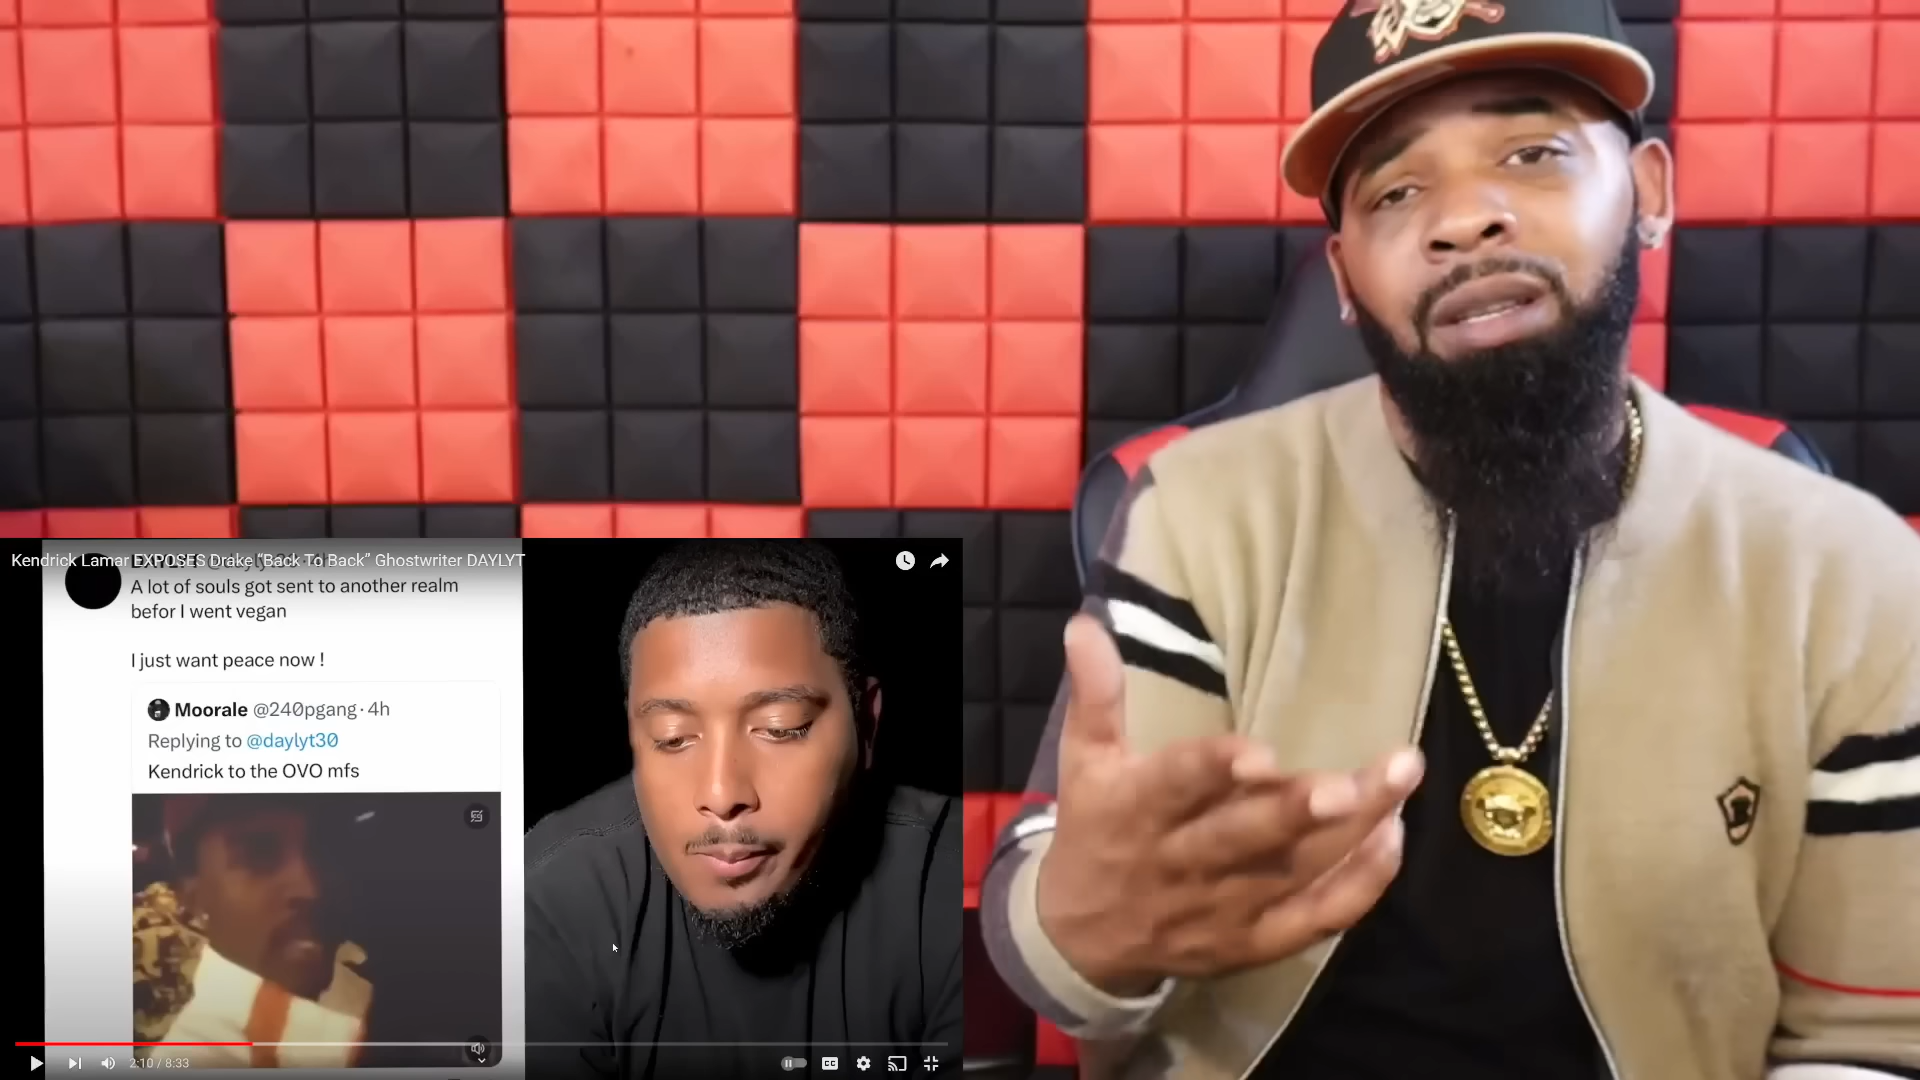 Kendrick Lamar EXPOSES Drake “Back To Back” Ghostwriter DAYLYT
A lot of souls got sent to another realm
befor I went vegan
I just want peace now !
Moorale @240pgang · 4h
Replying to @daylyt30
Kendrick to the OVO mfs
2:10 / 8:33
CC